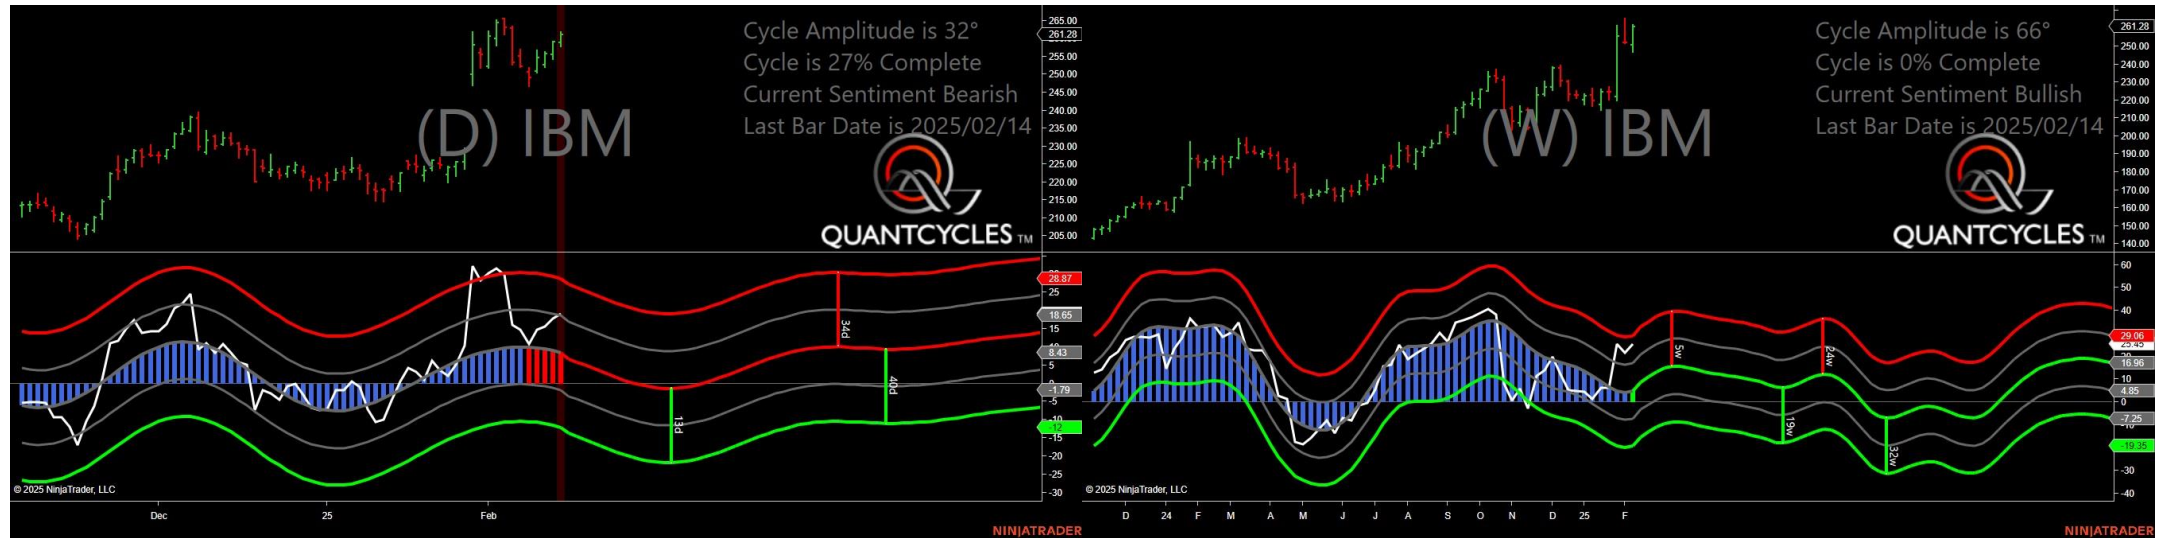 Cycle Amplitude is 32°
Cycle is 27% Complete
Current Sentiment Bearish
Last Bar Date is 2025/02/14
(D) IBM
QUANTCYCLES TM
265.00
261.28
255.00
250.00
245.00
240.00
235.00
230.00
225.00
220.00
215.00
210.00
205.00
28.87
25
18.65
15
8.43
5
-1.79
-5
-12
-15
-20
-25
-30
13d
34d
40d
© 2025 NinjaTrader, LLC
Dec
25
Feb
NINJATRADER
Cycle Amplitude is 66°
Cycle is 0% Complete
Current Sentiment Bullish
Last Bar Date is 2025/02/14
(W) IBM
QUANTCYCLES TM
261.28
250.00
240.00
230.00
220.00
210.00
200.00
190.00
180.00
170.00
160.00
150.00
140.00
60
50
40
29.06
16.96
10
4.85
0
-7.25
-19.35
-30
-40
5w
19w
24w
32w
© 2025 NinjaTrader, LLC
D 24 F M A M J J A S O N D 25 F
NINJATRADER